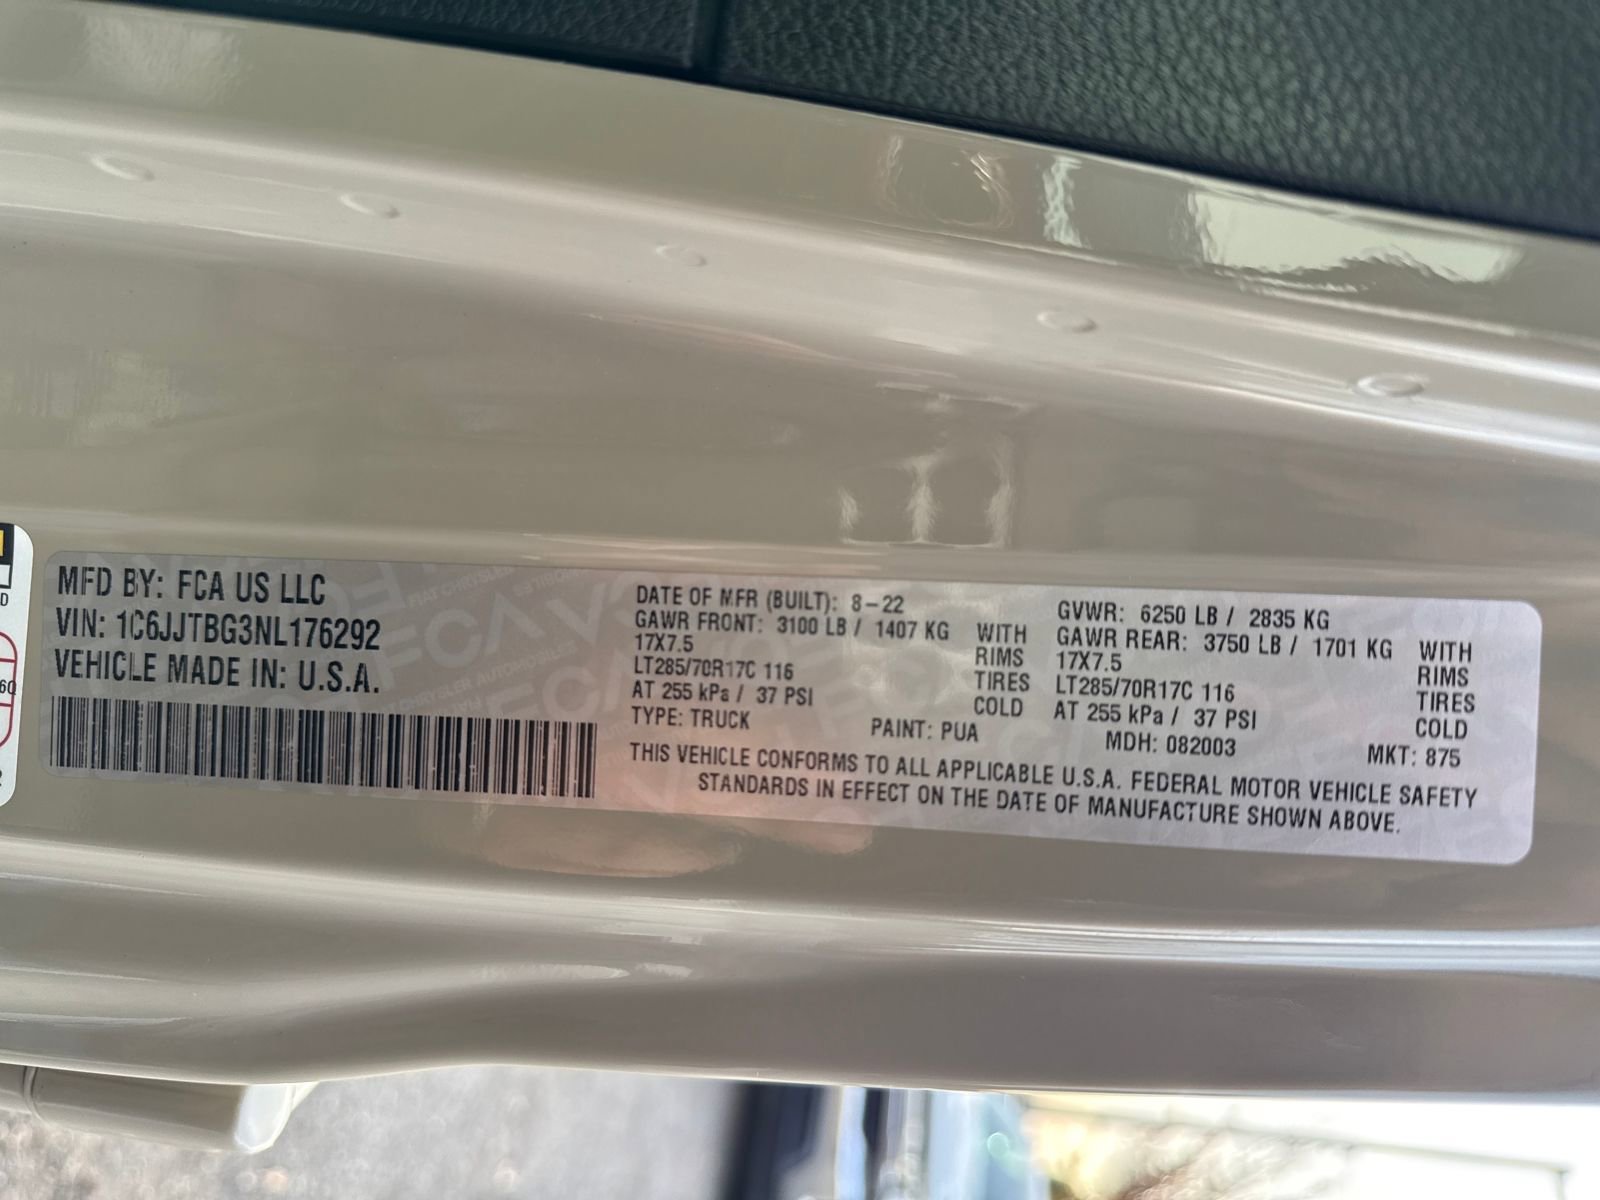 MFD BY: FCA US LLC
VIN: 1C6JJTBG3NL176292
VEHICLE MADE IN: U.S.A.
DATE OF MFR (BUILT): 8-22
GAWR FRONT: 3100 LB / 1407 KG WITH
17X7.5 RIMS
LT285/70R17C 116 TIRES
AT 255 kPa / 37 PSI COLD
TYPE: TRUCK PAINT: PUA
GVWR: 6250 LB / 2835 KG
GAWR REAR: 3750 LB / 1701 KG WITH
17X7.5 RIMS
LT285/70R17C 116 TIRES
AT 255 kPa / 37 PSI COLD
MDH: 082003 MKT: 875
THIS VEHICLE CONFORMS TO ALL APPLICABLE U.S.A. FEDERAL MOTOR VEHICLE SAFETY
STANDARDS IN EFFECT ON THE DATE OF MANUFACTURE SHOWN ABOVE.